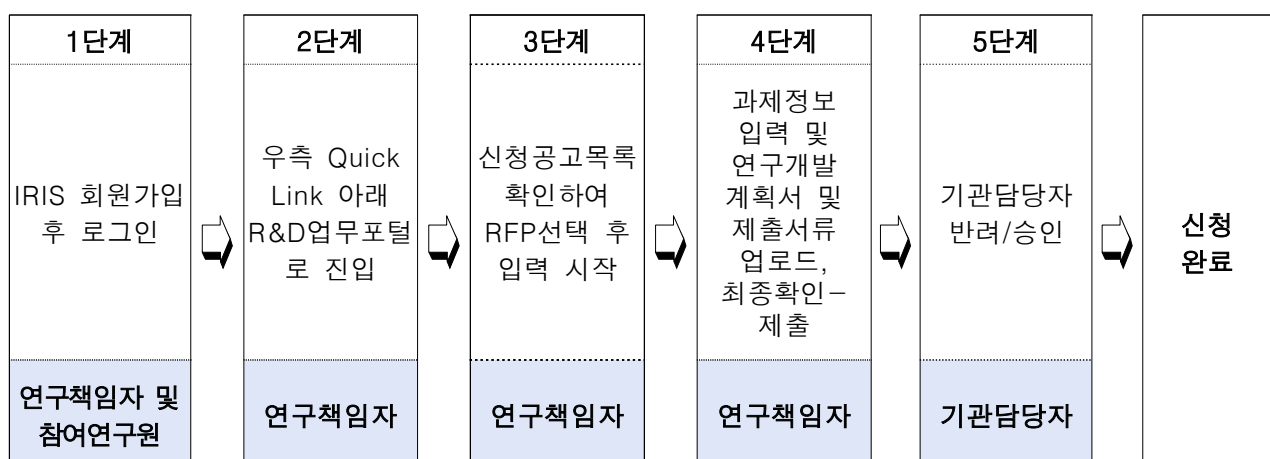 1단계
IRIS 회원가입
후 로그인
연구책임자 및
참여연구원
2단계
우측 Quick
Link 아래
R&D업무포털
로 진입
연구책임자
3단계
신청공고목록
확인하여
RFP선택 후
입력 시작
연구책임자
4단계
과제정보
입력 및
연구개발
계획서 및
제출서류
업로드,
최종확인-
제출
연구책임자
5단계
기관담당자
반려/승인
기관담당자
신청
완료